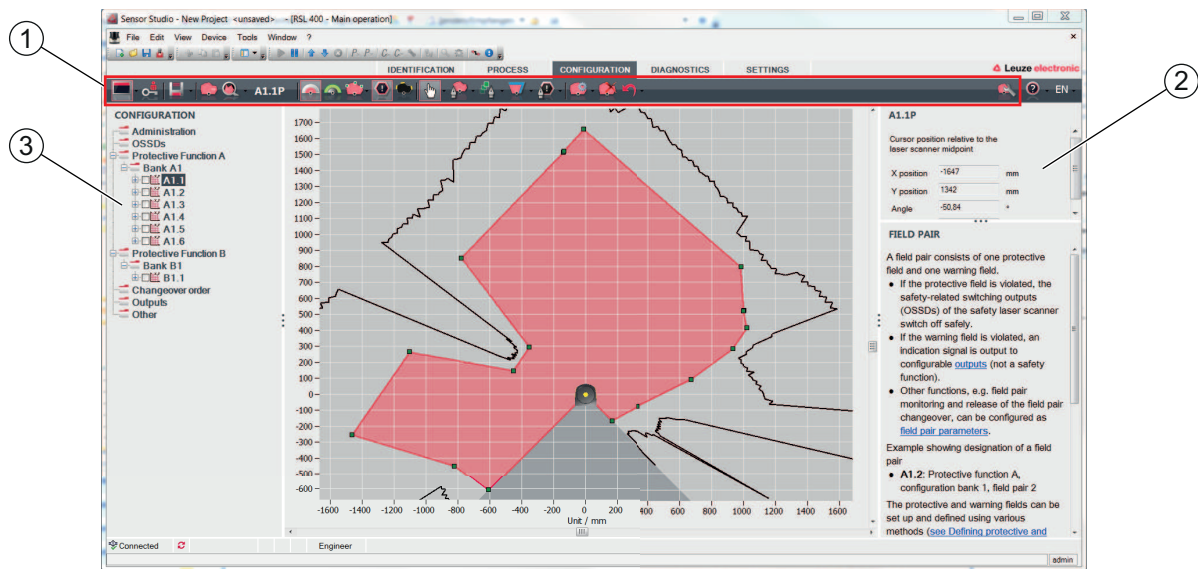 Sensor Studio - New Project <unsaved> - [RSL 400 - Main operation]
File Edit View Device Tools Window ?
IDENTIFICATION PROCESS CONFIGURATION DIAGNOSTICS SETTINGS
Leuze electronic
A1.1P
EN
1
2
3
CONFIGURATION
Administration
OSSDs
Protective Function A
Bank A1
A1.1
A1.2
A1.3
A1.4
A1.5
A1.6
Protective Function B
Bank B1
B1.1
Changeover order
Outputs
Other
1700
1600
1500
1400
1300
1200
1100
1000
900
800
700
600
500
400
300
200
100
0
-100
-200
-300
-400
-500
-600
-1600 -1400 -1200 -1000 -800 -600 -400 -200 0 200 400 600 800 1000 1200 1400 1600
Unit / mm
A1.1P
Cursor position relative to the
laser scanner midpoint
X position -1647 mm
Y position 1342 mm
Angle -50,84 °
FIELD PAIR
A field pair consists of one protective
field and one warning field.
• If the protective field is violated, the
safety-related switching outputs
(OSSDs) of the safety laser scanner
switch off safely.
• If the warning field is violated, an
indication signal is output to
configurable outputs (not a safety
function).
• Other functions, e.g. field pair
monitoring and release of the field pair
changeover, can be configured as
field pair parameters.
Example showing designation of a field
pair
• A1.2: Protective function A,
configuration bank 1, field pair 2
The protective and warning fields can be
set up and defined using various
methods (see Defining protective and
Connected
Engineer
admin